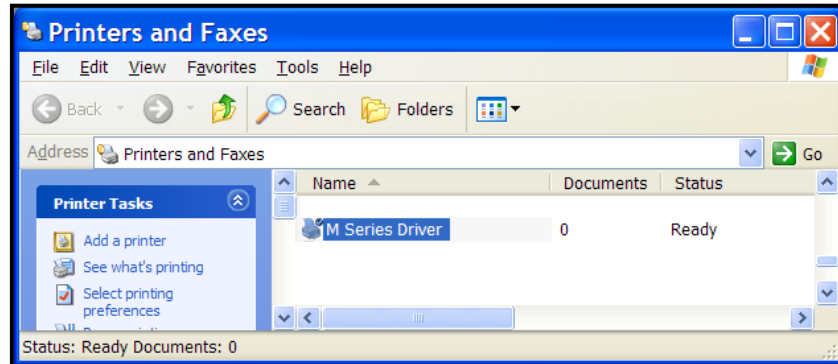 Printers and Faxes
File Edit View Favorites Tools Help
Back Search Folders
Address Printers and Faxes Go
Printer Tasks
Name Documents Status
M Series Driver 0 Ready
Add a printer
See what's printing
Select printing
preferences
Status: Ready Documents: 0